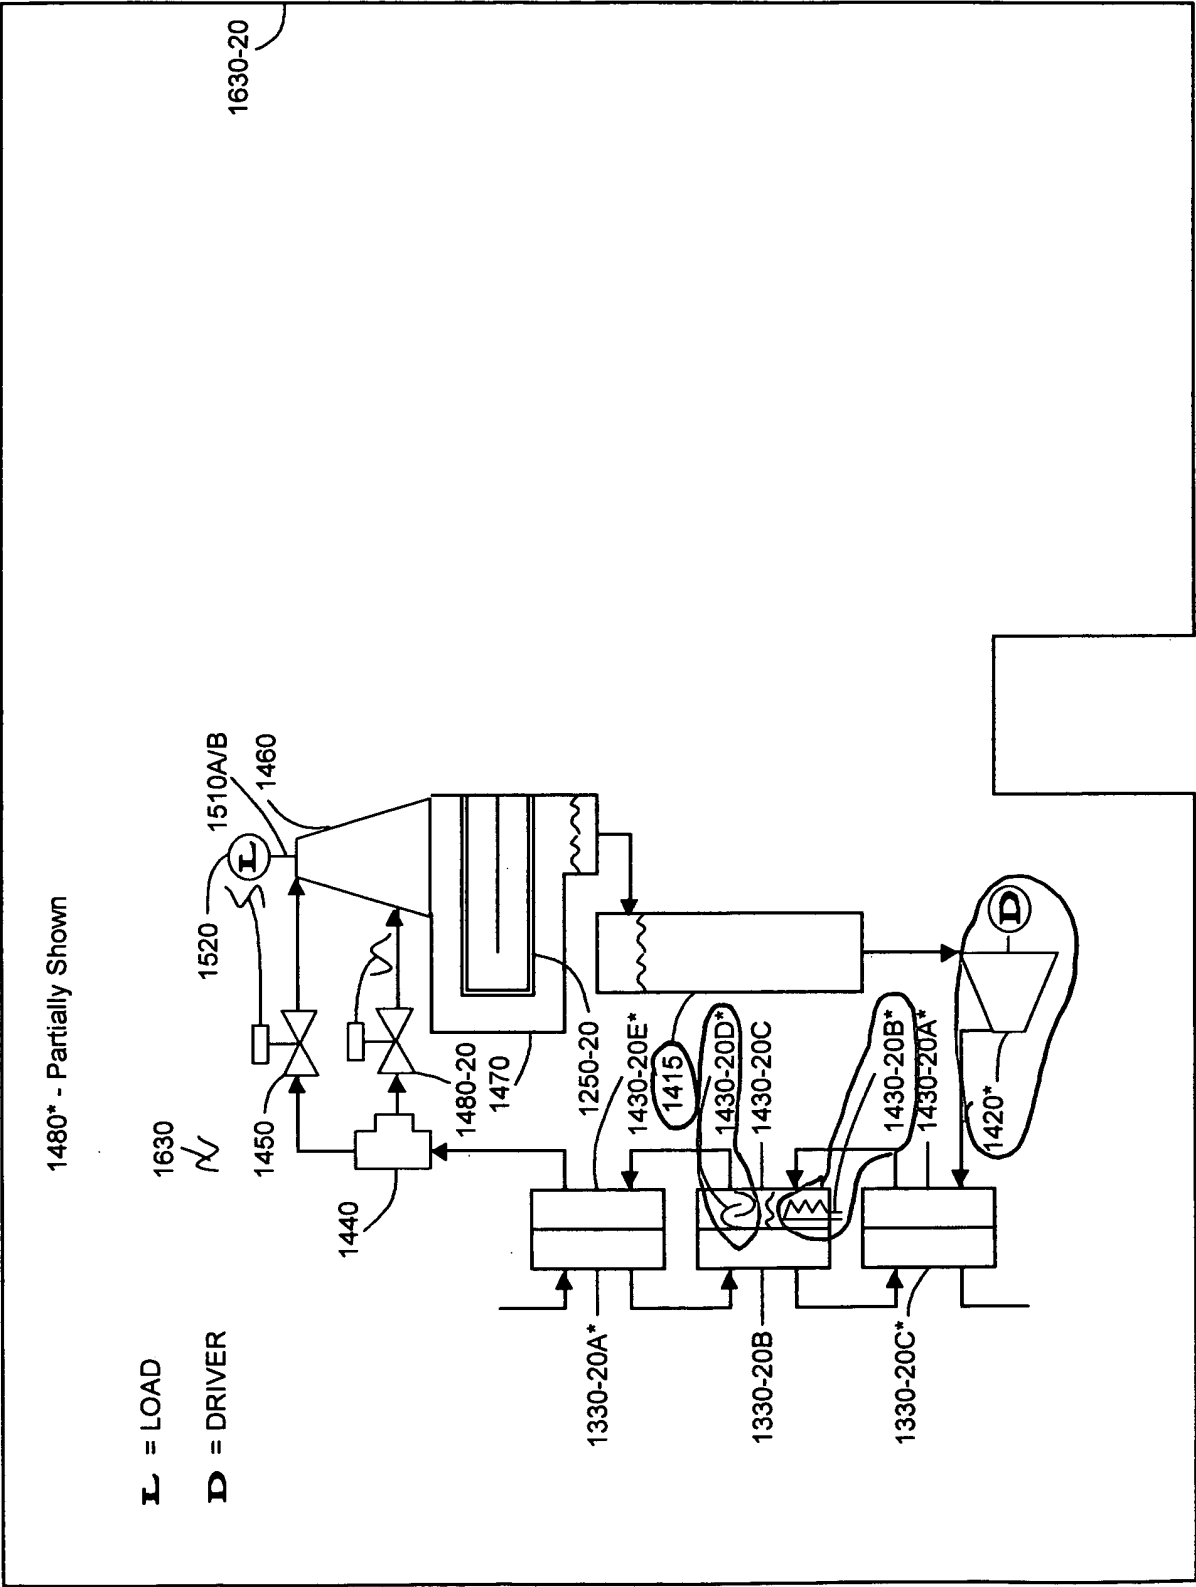 1480* - Partially Shown
L = LOAD
D = DRIVER
1630
1630-20
1520
1510A/B
1460
L
1450
1440
1480-20
1470
1250-20
1430-20E*
1415
1430-20D*
1430-20C
1430-20B*
1430-20A*
1420*
D
1330-20A*
1330-20B
1330-20C*